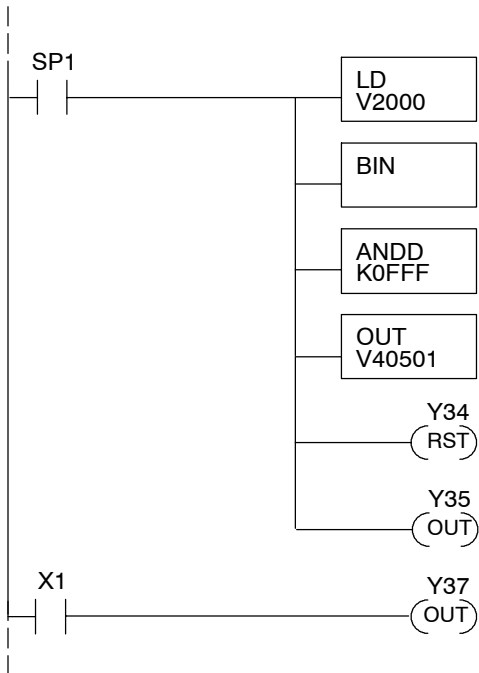 SP1
LD
V2000
BIN
ANDD
K0FFF
OUT
V40501
Y34
RST
Y35
OUT
X1
Y37
OUT